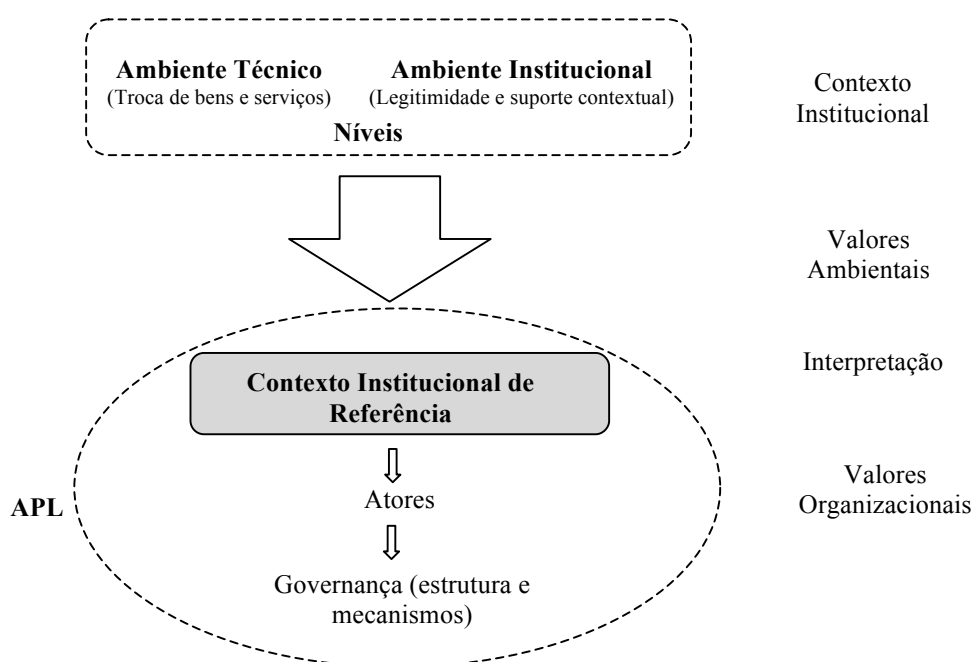 Ambiente Técnico
(Troca de bens e serviços)
Ambiente Institucional
(Legitimidade e suporte contextual)
Níveis
Contexto
Institucional
Valores
Ambientais
Interpretação
Contexto Institucional de
Referência
Atores
Valores
Organizacionais
APL
Governança (estrutura e
mecanismos)